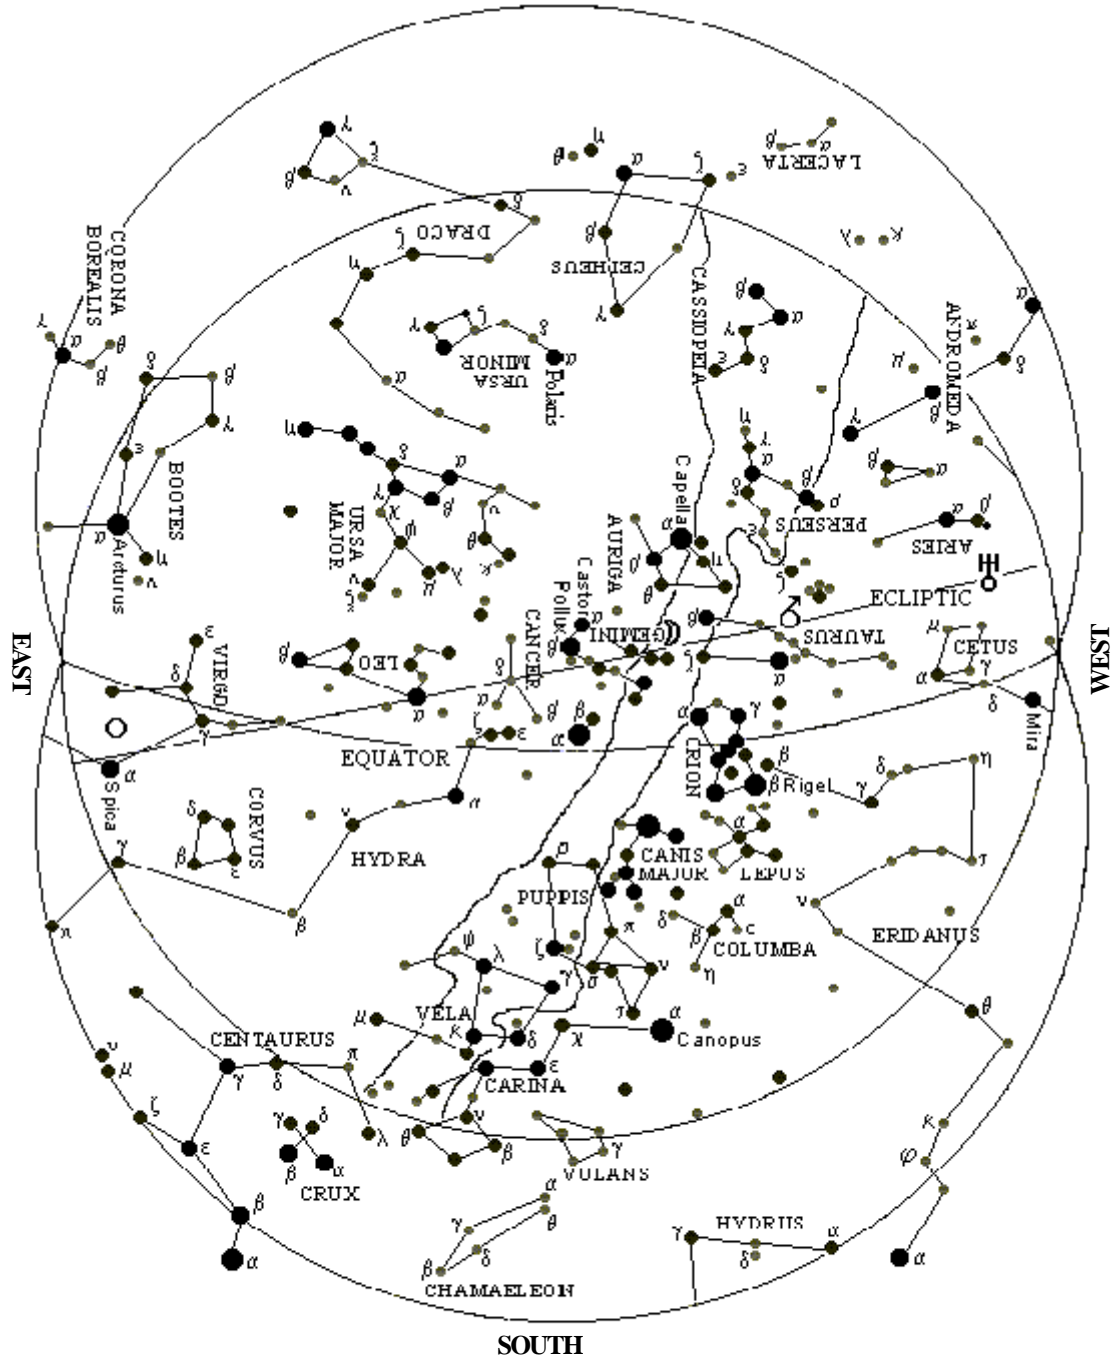 LACERTA
DRACO
CEPHEUS
CORONA
BOREALIS
CASSIOPEIA
ANDROMEDA
URSA
MINOR
Polaris
BOOTES
Arcturus
URSA
MAJOR
Capella
AURIGA
PERSEUS
ARIES
Castor
Pollux
GEMINI
ECLIPTIC
TAURUS
CETUS
CANCER
LEO
VIRGO
EAST
WEST
Mira
EQUATOR
ORION
β Rigel
Spica
CORVUS
HYDRA
CANIS
MAJOR
LEPUS
PUPPIS
COLUMBA
ERIDANUS
VELA
CENTAURUS
Canopus
CARINA
CRUX
VOLANS
HYDRUS
CHAMAELEON
SOUTH